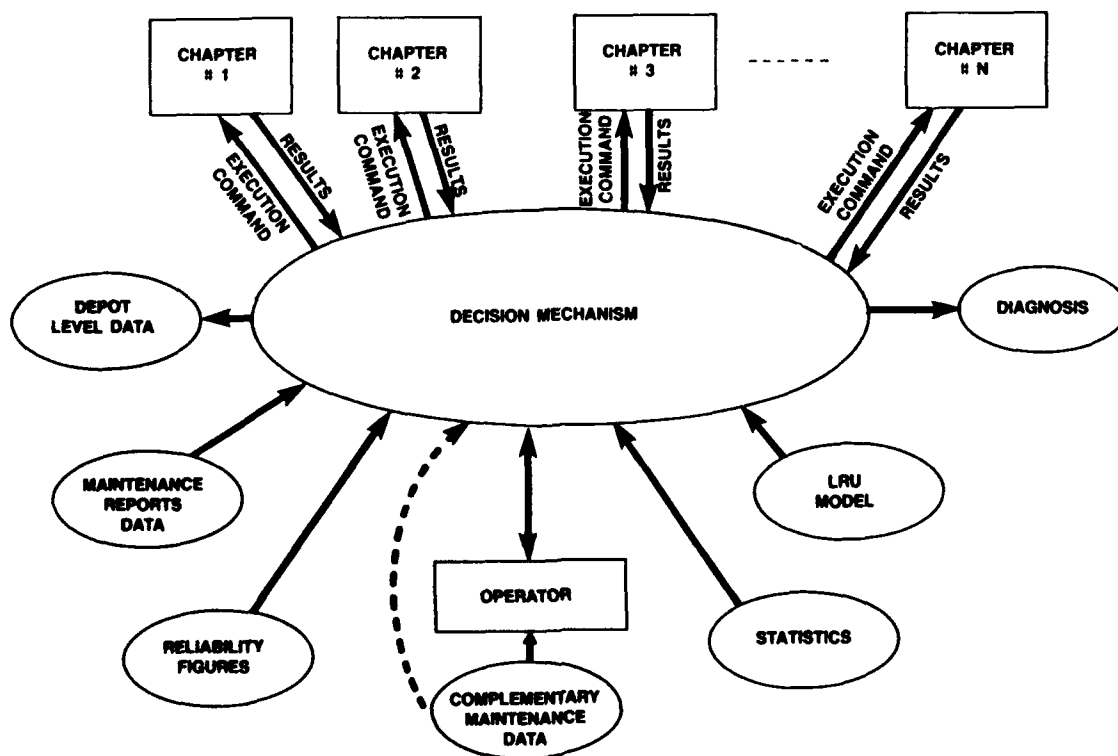 CHAPTER
# 1
CHAPTER
# 2
CHAPTER
# 3
CHAPTER
# N
EXECUTION
COMMAND
RESULTS
EXECUTION
COMMAND
RESULTS
EXECUTION
COMMAND
RESULTS
EXECUTION
COMMAND
RESULTS
DEPOT
LEVEL DATA
DECISION MECHANISM
DIAGNOSIS
MAINTENANCE
REPORTS
DATA
LRU
MODEL
OPERATOR
RELIABILITY
FIGURES
STATISTICS
COMPLEMENTARY
MAINTENANCE
DATA